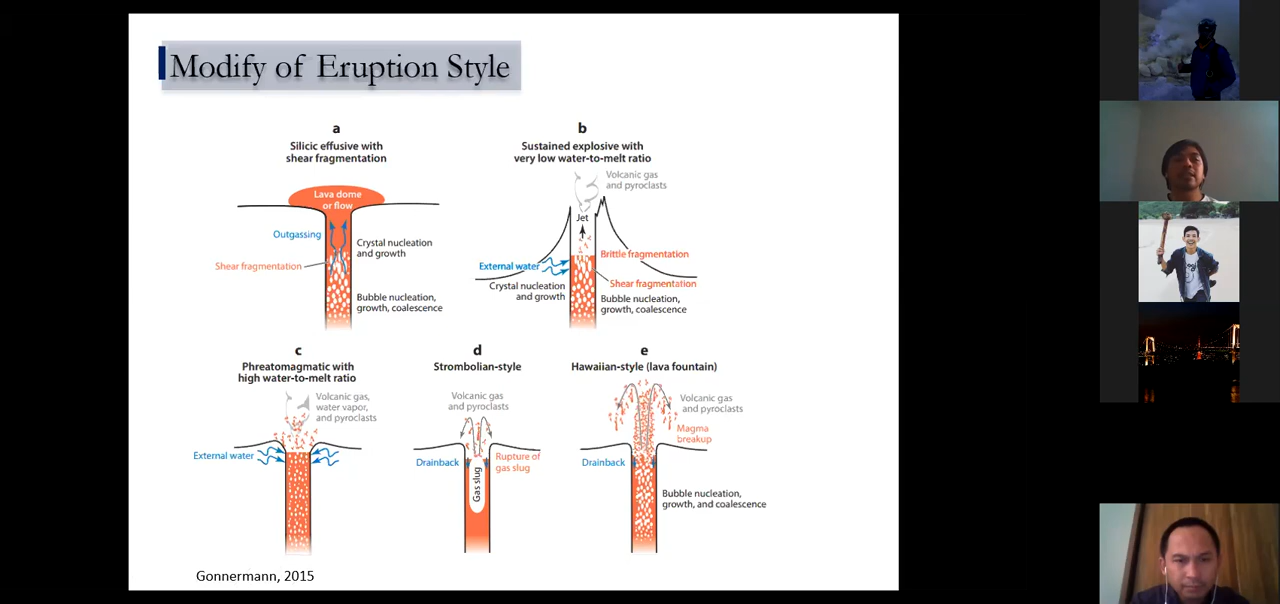 Modify of Eruption Style
a
Silicic effusive with
shear fragmentation
Lava dome
or flow
Outgassing
Crystal nucleation
and growth
Shear fragmentation
Bubble nucleation,
growth, coalescence
b
Sustained explosive with
very low water-to-melt ratio
Volcanic gas
and pyroclasts
Jet
Brittle fragmentation
External water
Shear fragmentation
Crystal nucleation
and growth
Bubble nucleation,
growth, coalescence
c
Phreatomagmatic with
high water-to-melt ratio
Volcanic gas,
water vapor,
and pyroclasts
External water
d
Strombolian-style
Volcanic gas
and pyroclasts
Drainback
Rupture of
gas slug
Gas slug
e
Hawaiian-style (lava fountain)
Volcanic gas
and pyroclasts
Magma
breakup
Drainback
Bubble nucleation,
growth, and coalescence
Gonnermann, 2015